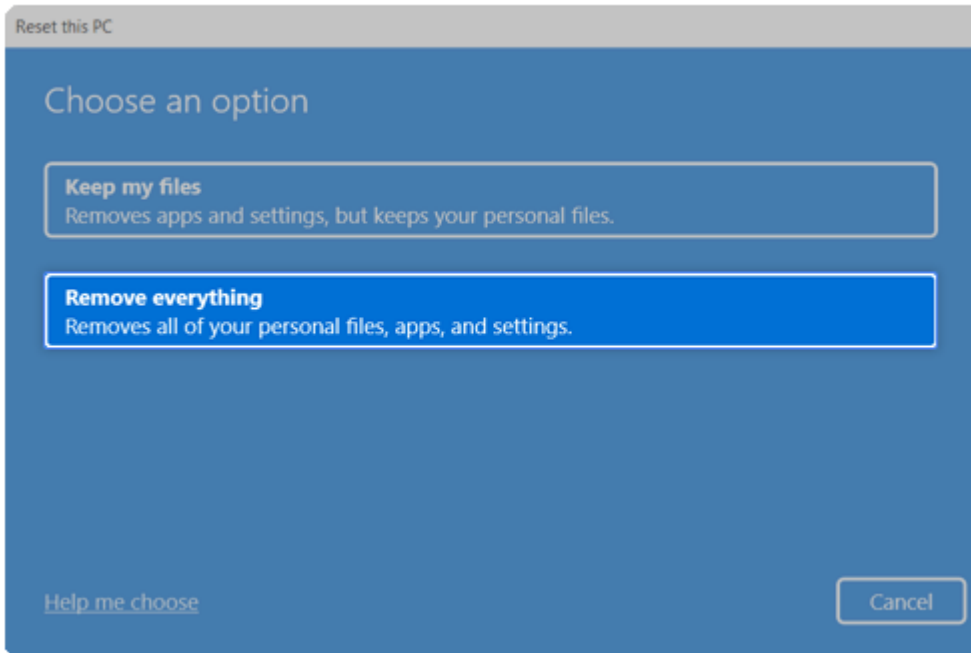 Reset this PC
Choose an option
Keep my files
Removes apps and settings, but keeps your personal files.
Remove everything
Removes all of your personal files, apps, and settings.
Help me choose
Cancel